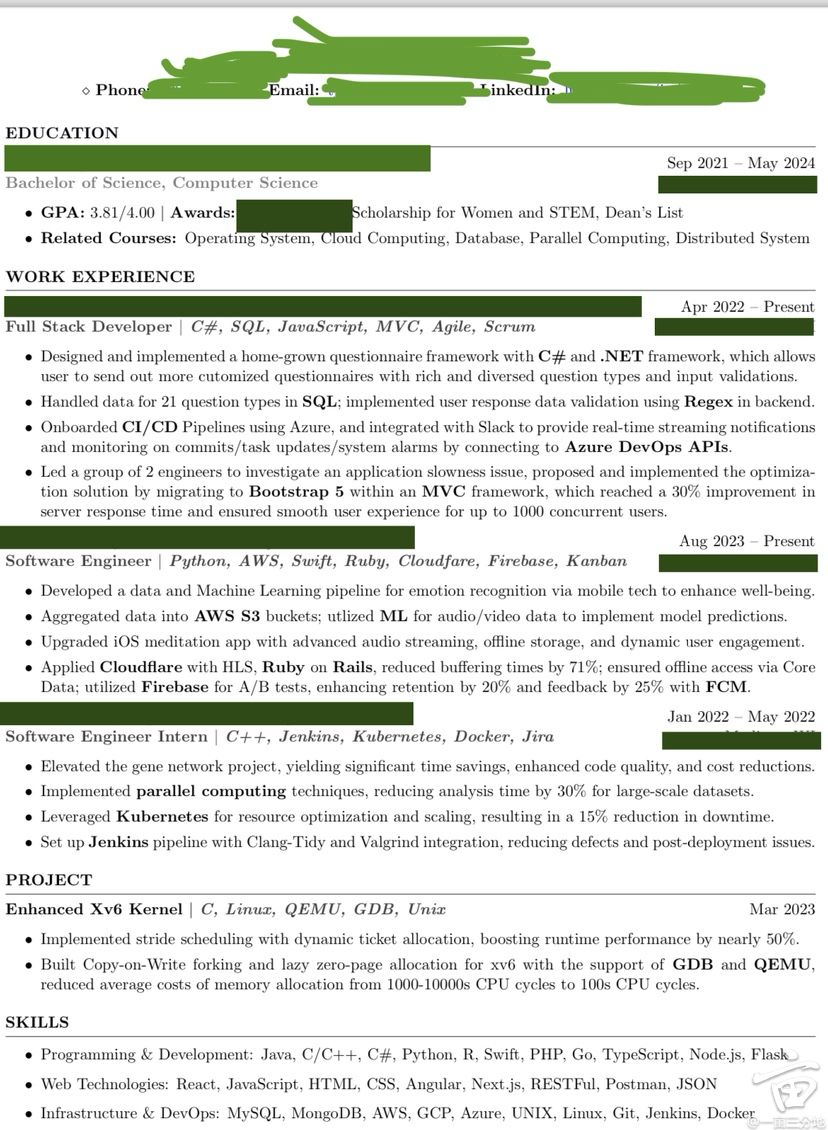 ⋄ Phone: Email: LinkedIn:
EDUCATION
Sep 2021 – May 2024
Bachelor of Science, Computer Science
• GPA: 3.81/4.00 | Awards: Scholarship for Women and STEM, Dean's List
• Related Courses: Operating System, Cloud Computing, Database, Parallel Computing, Distributed System
WORK EXPERIENCE
Apr 2022 – Present
Full Stack Developer | C#, SQL, JavaScript, MVC, Agile, Scrum
• Designed and implemented a home-grown questionnaire framework with C# and .NET framework, which allows
user to send out more cutomized questionnaires with rich and diversed question types and input validations.
• Handled data for 21 question types in SQL; implemented user response data validation using Regex in backend.
• Onboarded CI/CD Pipelines using Azure, and integrated with Slack to provide real-time streaming notifications
and monitoring on commits/task updates/system alarms by connecting to Azure DevOps APIs.
• Led a group of 2 engineers to investigate an application slowness issue, proposed and implemented the optimiza-
tion solution by migrating to Bootstrap 5 within an MVC framework, which reached a 30% improvement in
server response time and ensured smooth user experience for up to 1000 concurrent users.
Aug 2023 – Present
Software Engineer | Python, AWS, Swift, Ruby, Cloudfare, Firebase, Kanban
• Developed a data and Machine Learning pipeline for emotion recognition via mobile tech to enhance well-being.
• Aggregated data into AWS S3 buckets; utlized ML for audio/video data to implement model predictions.
• Upgraded iOS meditation app with advanced audio streaming, offline storage, and dynamic user engagement.
• Applied Cloudflare with HLS, Ruby on Rails, reduced buffering times by 71%; ensured offline access via Core
Data; utilized Firebase for A/B tests, enhancing retention by 20% and feedback by 25% with FCM.
Jan 2022 – May 2022
Software Engineer Intern | C++, Jenkins, Kubernetes, Docker, Jira
• Elevated the gene network project, yielding significant time savings, enhanced code quality, and cost reductions.
• Implemented parallel computing techniques, reducing analysis time by 30% for large-scale datasets.
• Leveraged Kubernetes for resource optimization and scaling, resulting in a 15% reduction in downtime.
• Set up Jenkins pipeline with Clang-Tidy and Valgrind integration, reducing defects and post-deployment issues.
PROJECT
Enhanced Xv6 Kernel | C, Linux, QEMU, GDB, Unix Mar 2023
• Implemented stride scheduling with dynamic ticket allocation, boosting runtime performance by nearly 50%.
• Built Copy-on-Write forking and lazy zero-page allocation for xv6 with the support of GDB and QEMU,
reduced average costs of memory allocation from 1000-10000s CPU cycles to 100s CPU cycles.
SKILLS
• Programming & Development: Java, C/C++, C#, Python, R, Swift, PHP, Go, TypeScript, Node.js, Flask
• Web Technologies: React, JavaScript, HTML, CSS, Angular, Next.js, RESTFul, Postman, JSON
• Infrastructure & DevOps: MySQL, MongoDB, AWS, GCP, Azure, UNIX, Linux, Git, Jenkins, Docker
@一亩三分地